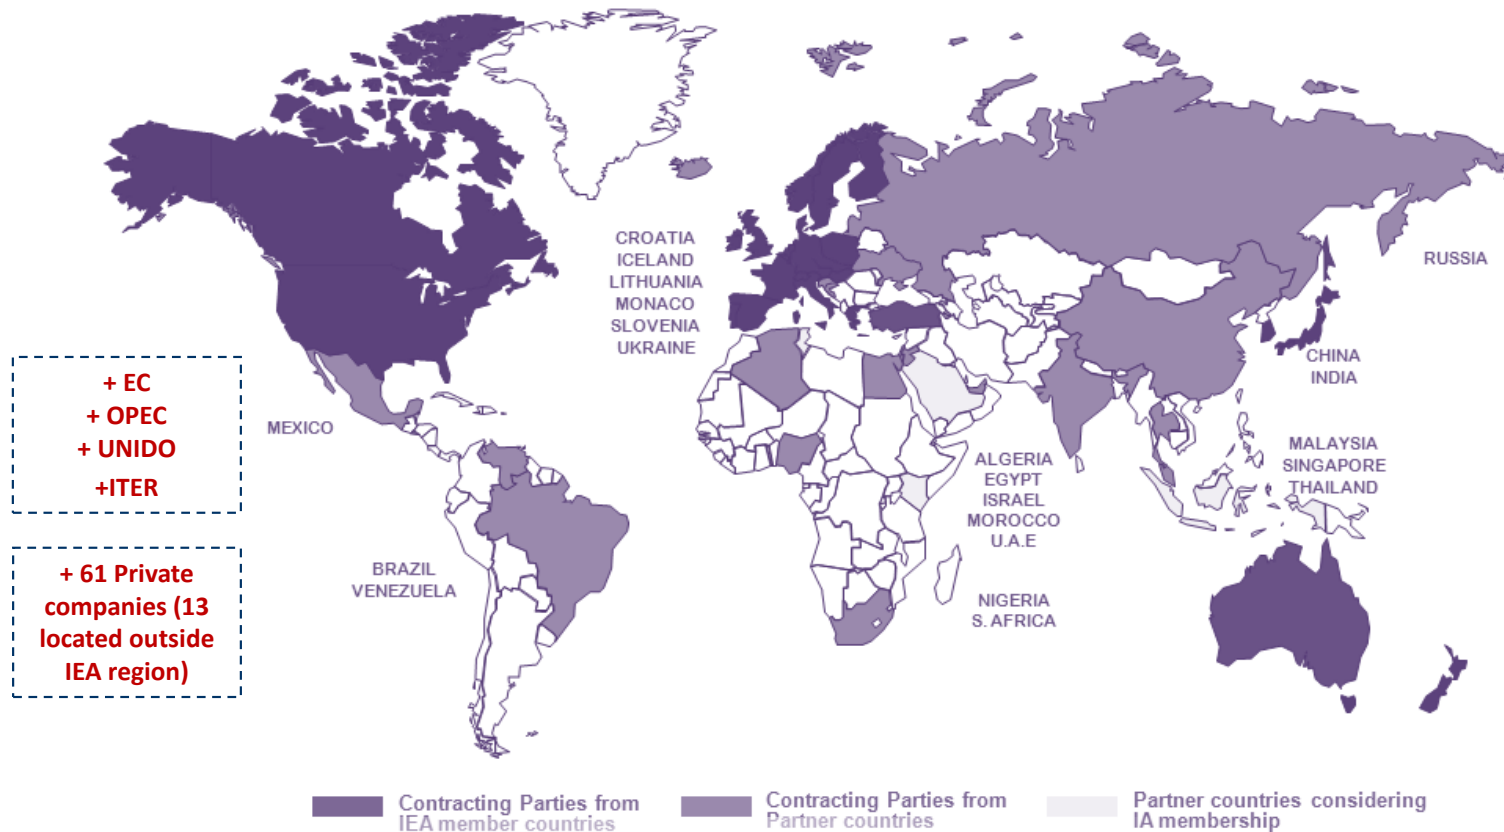 CROATIA
ICELAND
LITHUANIA
MONACO
SLOVENIA
UKRAINE
RUSSIA
+ EC
+ OPEC
+ UNIDO
+ITER
MEXICO
CHINA
INDIA
+ 61 Private
companies (13
located outside
IEA region)
BRAZIL
VENEZUELA
ALGERIA
EGYPT
ISRAEL
MOROCCO
U.A.E
MALAYSIA
SINGAPORE
THAILAND
NIGERIA
S. AFRICA
Contracting Parties from
IEA member countries
Contracting Parties from
Partner countries
Partner countries considering
IA membership